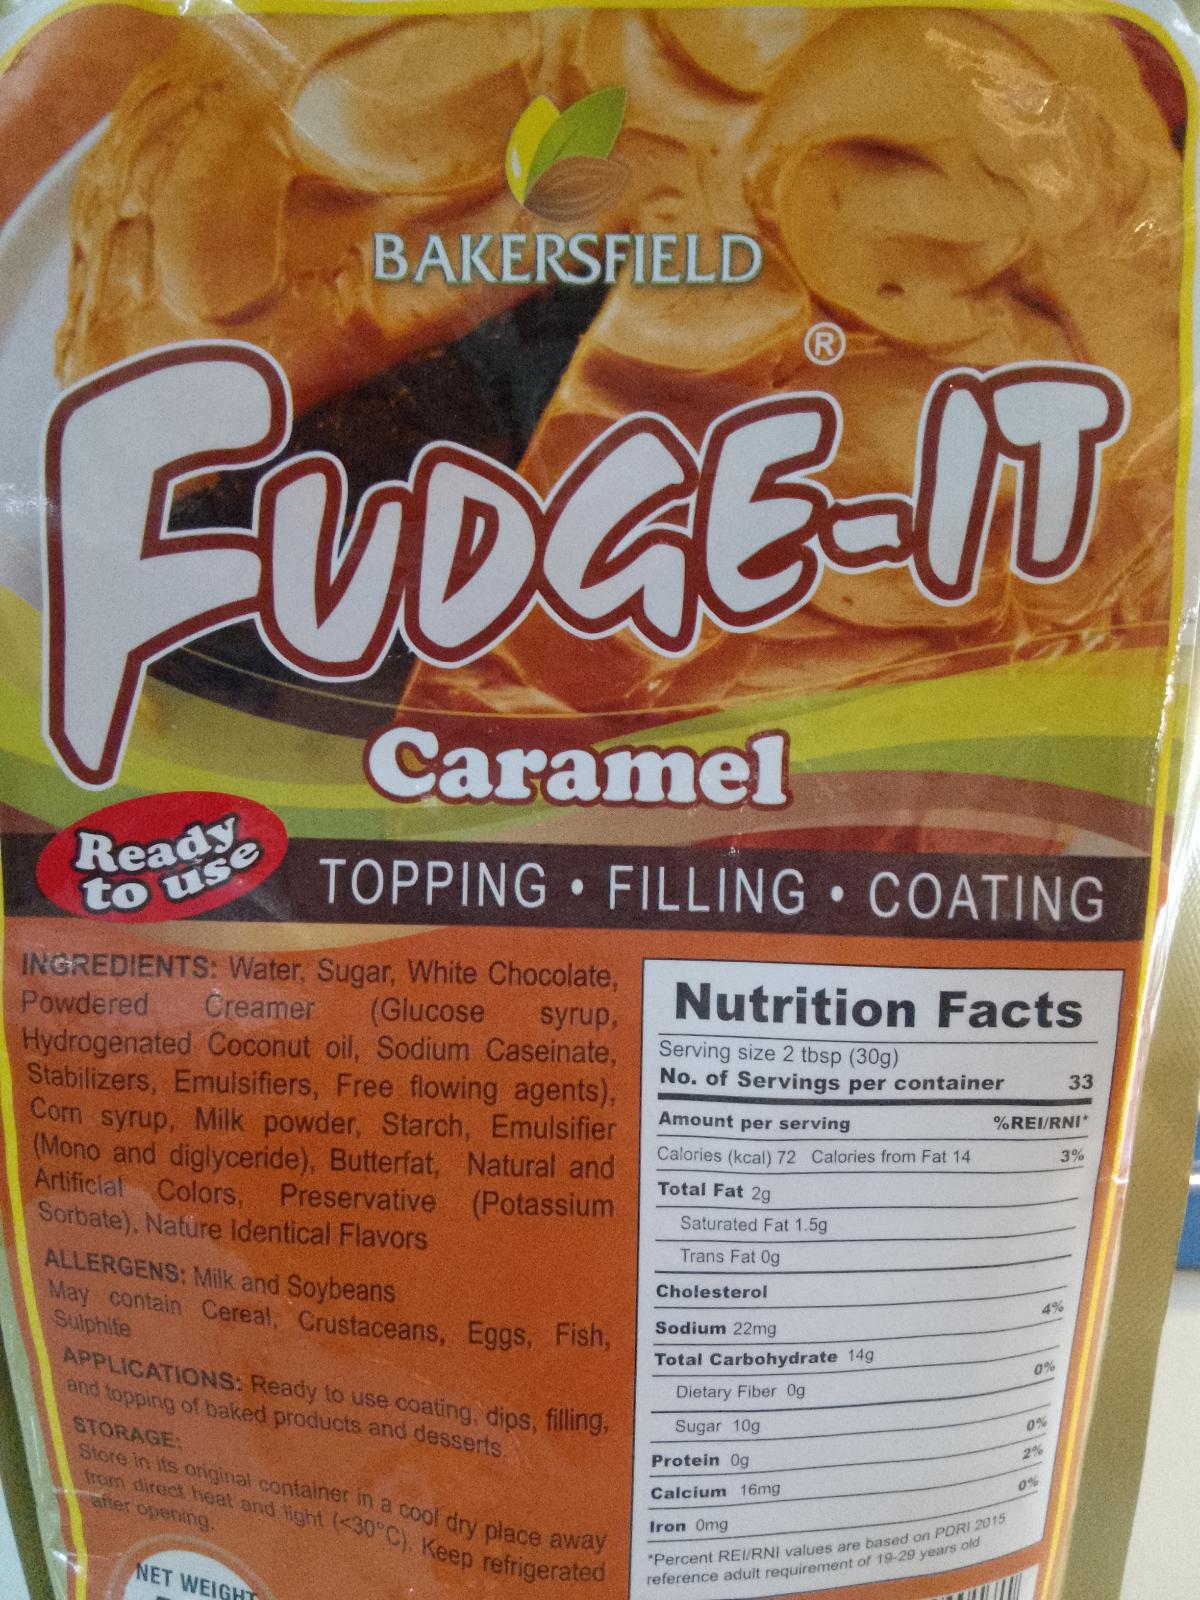 BAKERSFIELD
®
FUDGE-IT
Caramel
Ready
to use
TOPPING • FILLING • COATING
INGREDIENTS: Water, Sugar, White Chocolate,
Powdered Creamer (Glucose syrup,
Hydrogenated Coconut oil, Sodium Caseinate,
Stabilizers, Emulsifiers, Free flowing agents),
Corn syrup, Milk powder, Starch, Emulsifier
(Mono and diglyceride), Butterfat, Natural and
Artificial Colors, Preservative (Potassium
Sorbate), Nature Identical Flavors
ALLERGENS: Milk and Soybeans
May contain Cereal, Crustaceans, Eggs, Fish,
Sulphite
APPLICATIONS: Ready to use coating, dips, filling,
and topping of baked products and desserts.
STORAGE:
Store in its original container in a cool dry place away
from direct heat and light (<30°C). Keep refrigerated
after opening.
NET WEIGHT
Nutrition Facts
Serving size 2 tbsp (30g)
No. of Servings per container 33
Amount per serving %REI/RNI*
Calories (kcal) 72 Calories from Fat 14 3%
Total Fat 2g
Saturated Fat 1.5g
Trans Fat 0g
Cholesterol
Sodium 22mg 4%
Total Carbohydrate 14g
Dietary Fiber 0g 0%
Sugar 10g
Protein 0g 0%
Calcium 16mg 2%
Iron 0mg 0%
*Percent REI/RNI values are based on PDRI 2015
reference adult requirement of 19-29 years old